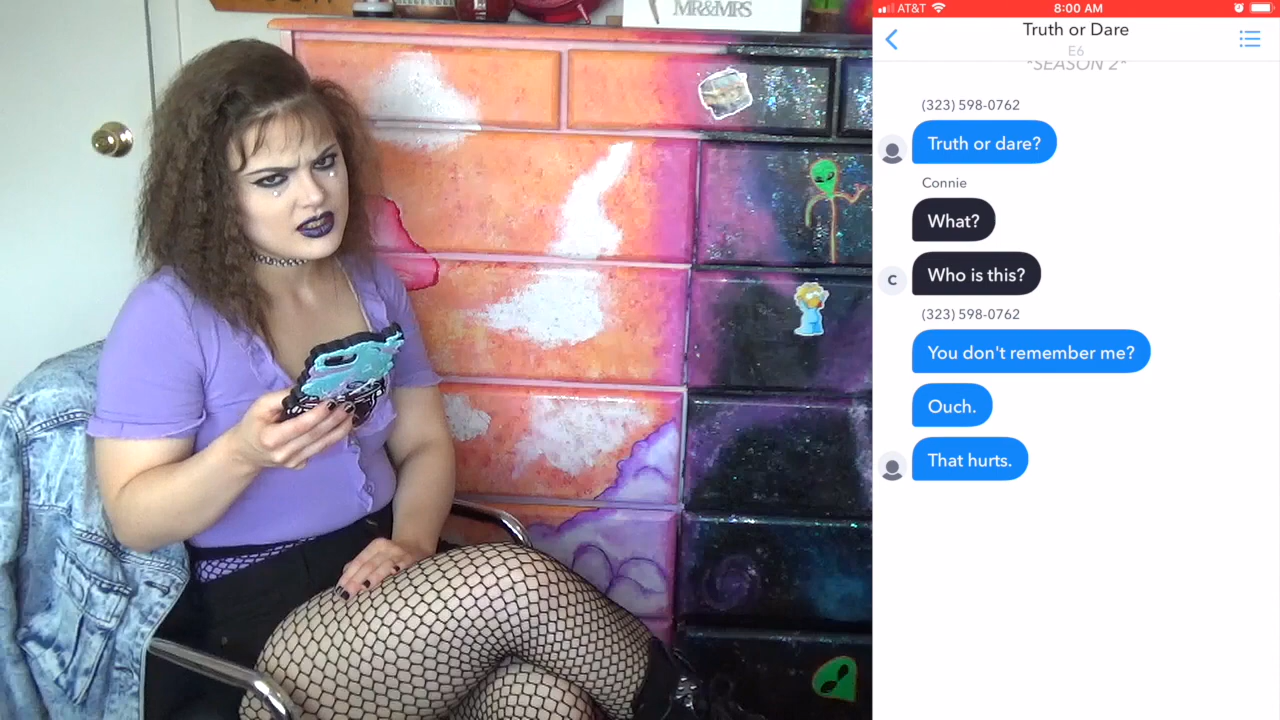 MR&MRS
AT&T
8:00 AM
Truth or Dare
E6
*SEASON 2*
(323) 598-0762
Truth or dare?
Connie
What?
C
Who is this?
(323) 598-0762
You don't remember me?
Ouch.
That hurts.